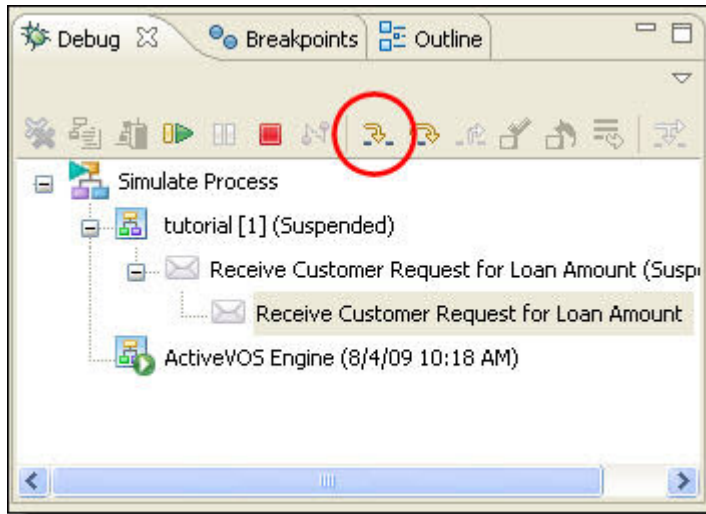 Debug Breakpoints Outline
Simulate Process
tutorial [1] (Suspended)
Receive Customer Request for Loan Amount (Susp
Receive Customer Request for Loan Amount
ActiveVOS Engine (8/4/09 10:18 AM)